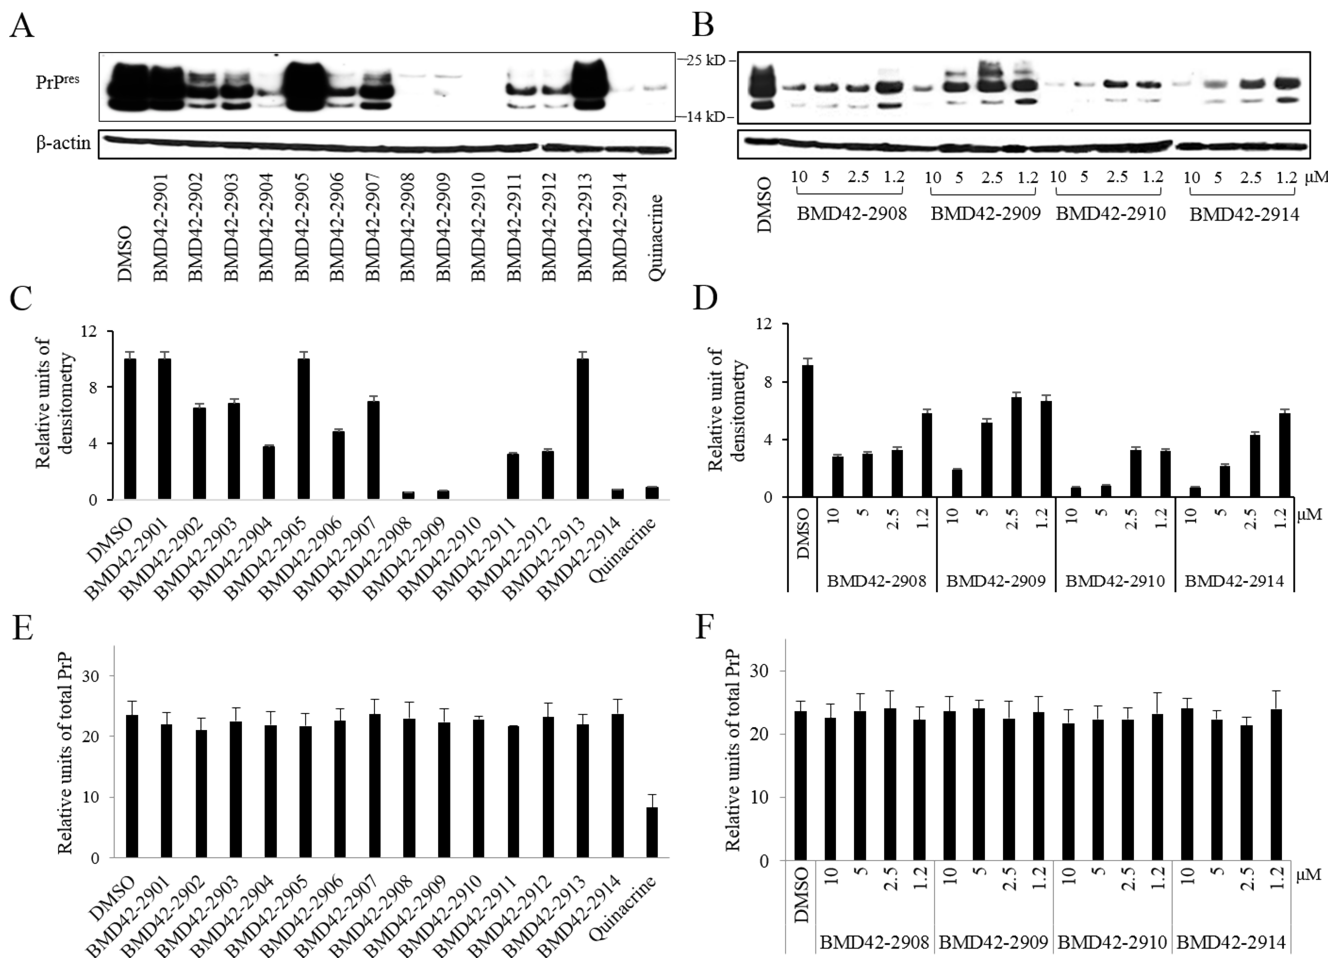 A
PrPres
β-actin
25 kD
14 kD
DMSO
BMD42-2901
BMD42-2902
BMD42-2903
BMD42-2904
BMD42-2905
BMD42-2906
BMD42-2907
BMD42-2908
BMD42-2909
BMD42-2910
BMD42-2911
BMD42-2912
BMD42-2913
BMD42-2914
Quinacrine
B
DMSO
10 5 2.5 1.2 10 5 2.5 1.2 10 5 2.5 1.2 10 5 2.5 1.2 μM
BMD42-2908 BMD42-2909 BMD42-2910 BMD42-2914
C
Relative units of
densitometry
12
8
4
0
DMSO
BMD42-2901
BMD42-2902
BMD42-2903
BMD42-2904
BMD42-2905
BMD42-2906
BMD42-2907
BMD42-2908
BMD42-2909
BMD42-2910
BMD42-2911
BMD42-2912
BMD42-2913
BMD42-2914
Quinacrine
D
Relative unit of
densitometry
12
8
4
0
DMSO
10 5 2.5 1.2 10 5 2.5 1.2 10 5 2.5 1.2 10 5 2.5 1.2 μM
BMD42-2908 BMD42-2909 BMD42-2910 BMD42-2914
E
Relative units of total PrP
30
20
10
0
DMSO
BMD42-2901
BMD42-2902
BMD42-2903
BMD42-2904
BMD42-2905
BMD42-2906
BMD42-2907
BMD42-2908
BMD42-2909
BMD42-2910
BMD42-2911
BMD42-2912
BMD42-2913
BMD42-2914
Quinacrine
F
Relative units of total PrP
30
20
10
0
DMSO
10 5 2.5 1.2 10 5 2.5 1.2 10 5 2.5 1.2 10 5 2.5 1.2 μM
BMD42-2908 BMD42-2909 BMD42-2910 BMD42-2914